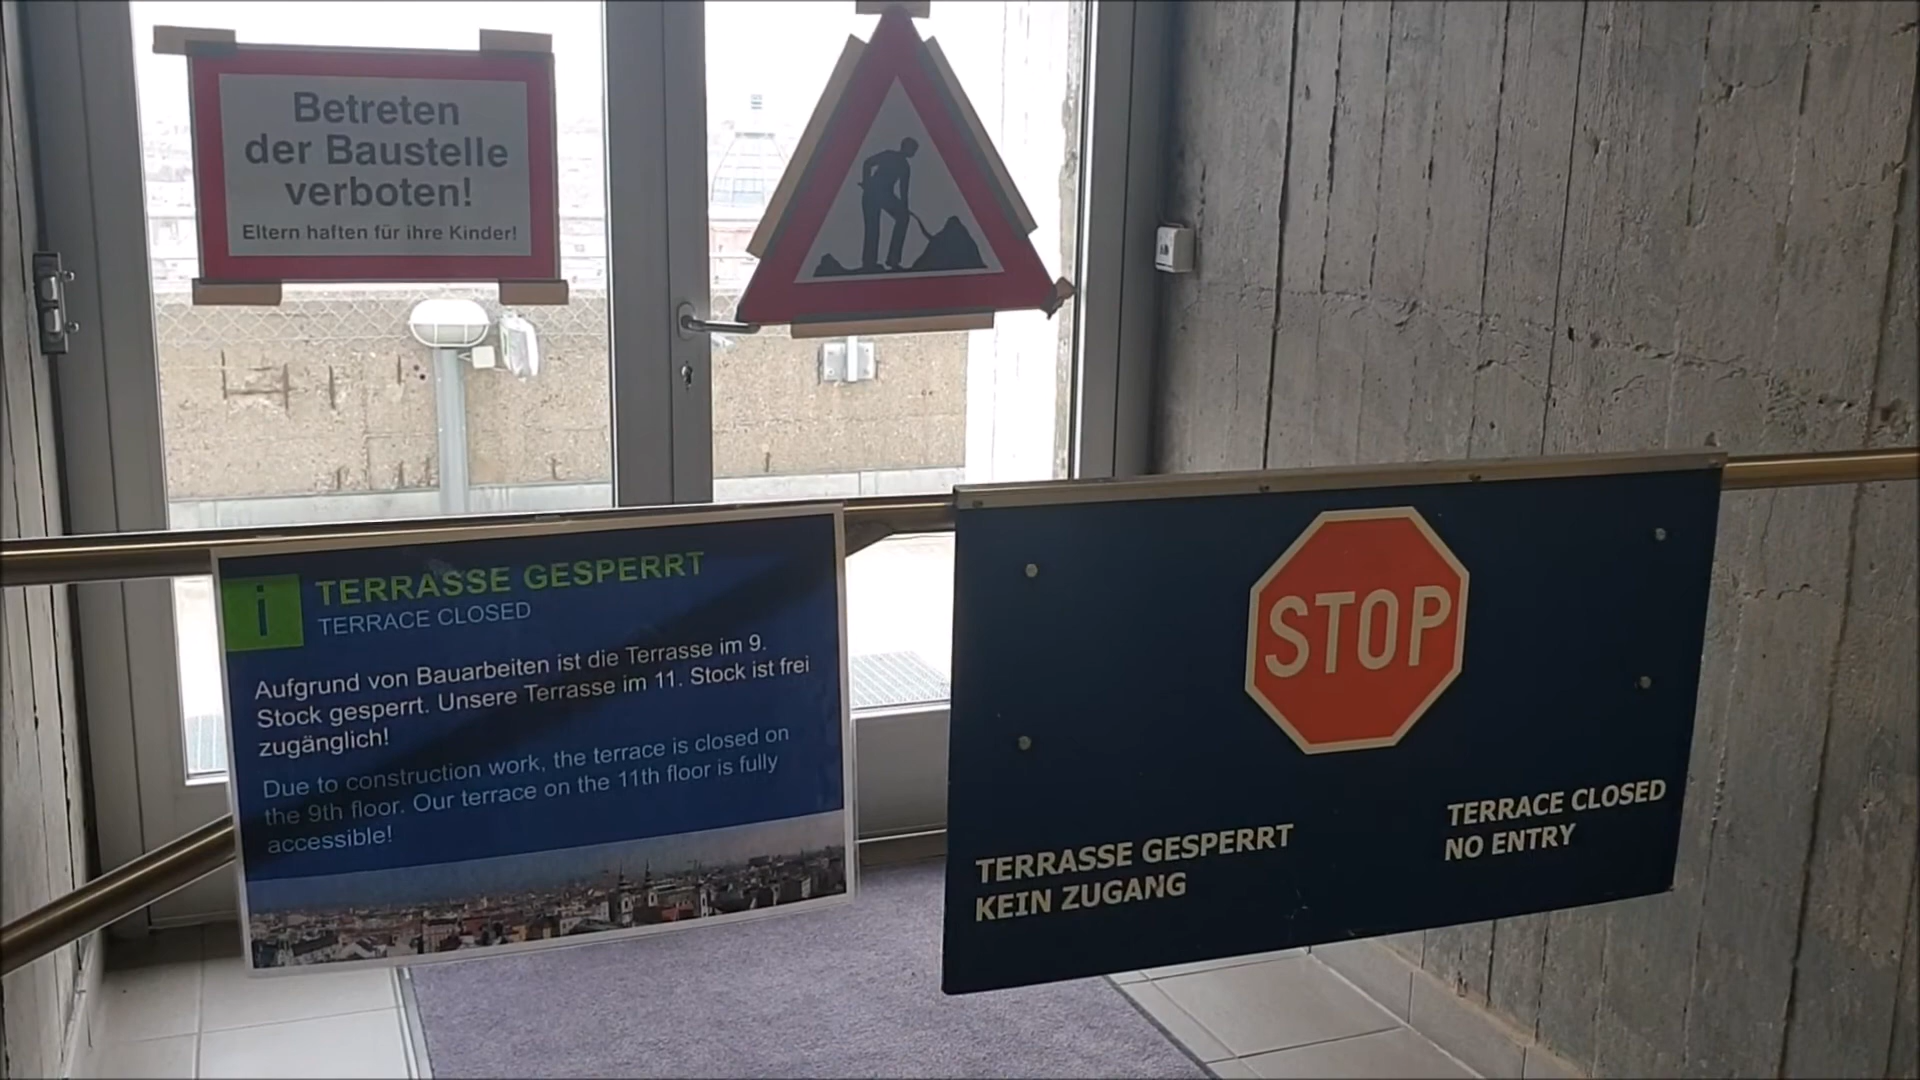 Betreten
der Baustelle
verboten!
Eltern haften für ihre Kinder!
i
TERRASSE GESPERRT
TERRACE CLOSED
Aufgrund von Bauarbeiten ist die Terrasse im 9.
Stock gesperrt. Unsere Terrasse im 11. Stock ist frei
zugänglich!
Due to construction work, the terrace is closed on
the 9th floor. Our terrace on the 11th floor is fully
accessible!
STOP
TERRASSE GESPERRT
KEIN ZUGANG
TERRACE CLOSED
NO ENTRY